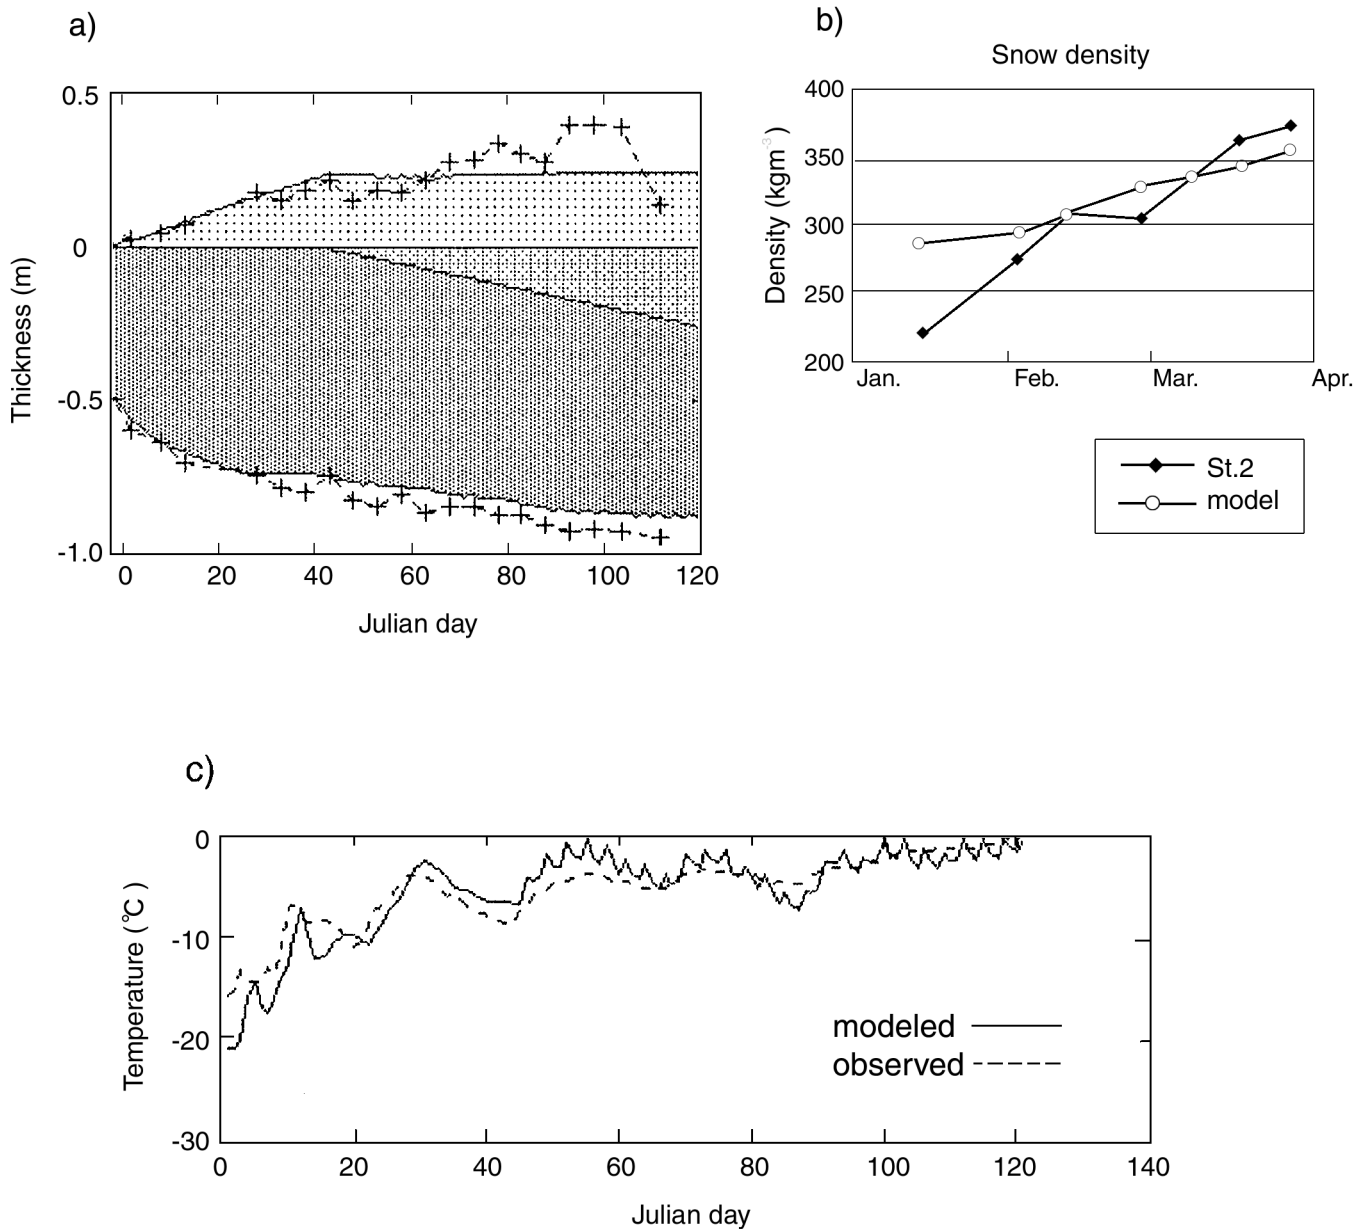 a)
0.5
0
-0.5
-1.0
Thickness (m)
0 20 40 60 80 100 120
Julian day
b)
Snow density
400
350
300
250
200
Density (kgm-3)
Jan. Feb. Mar. Apr.
St.2
model
c)
0
-10
-20
-30
Temperature (°C)
modeled
observed
0 20 40 60 80 100 120 140
Julian day